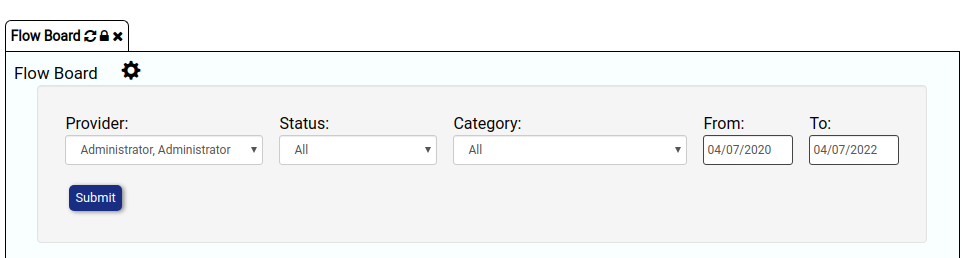 Flow Board
Flow Board
Provider: Status: Category: From: To:
Administrator, Administrator All All 04/07/2020 04/07/2022
Submit